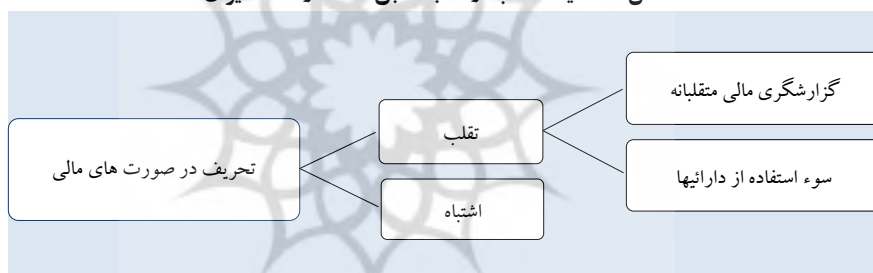 گزارشگری مالی متقلبانه
تقلب
تحریف در صورت های مالی
سوء استفاده از دارائیها
اشتباه